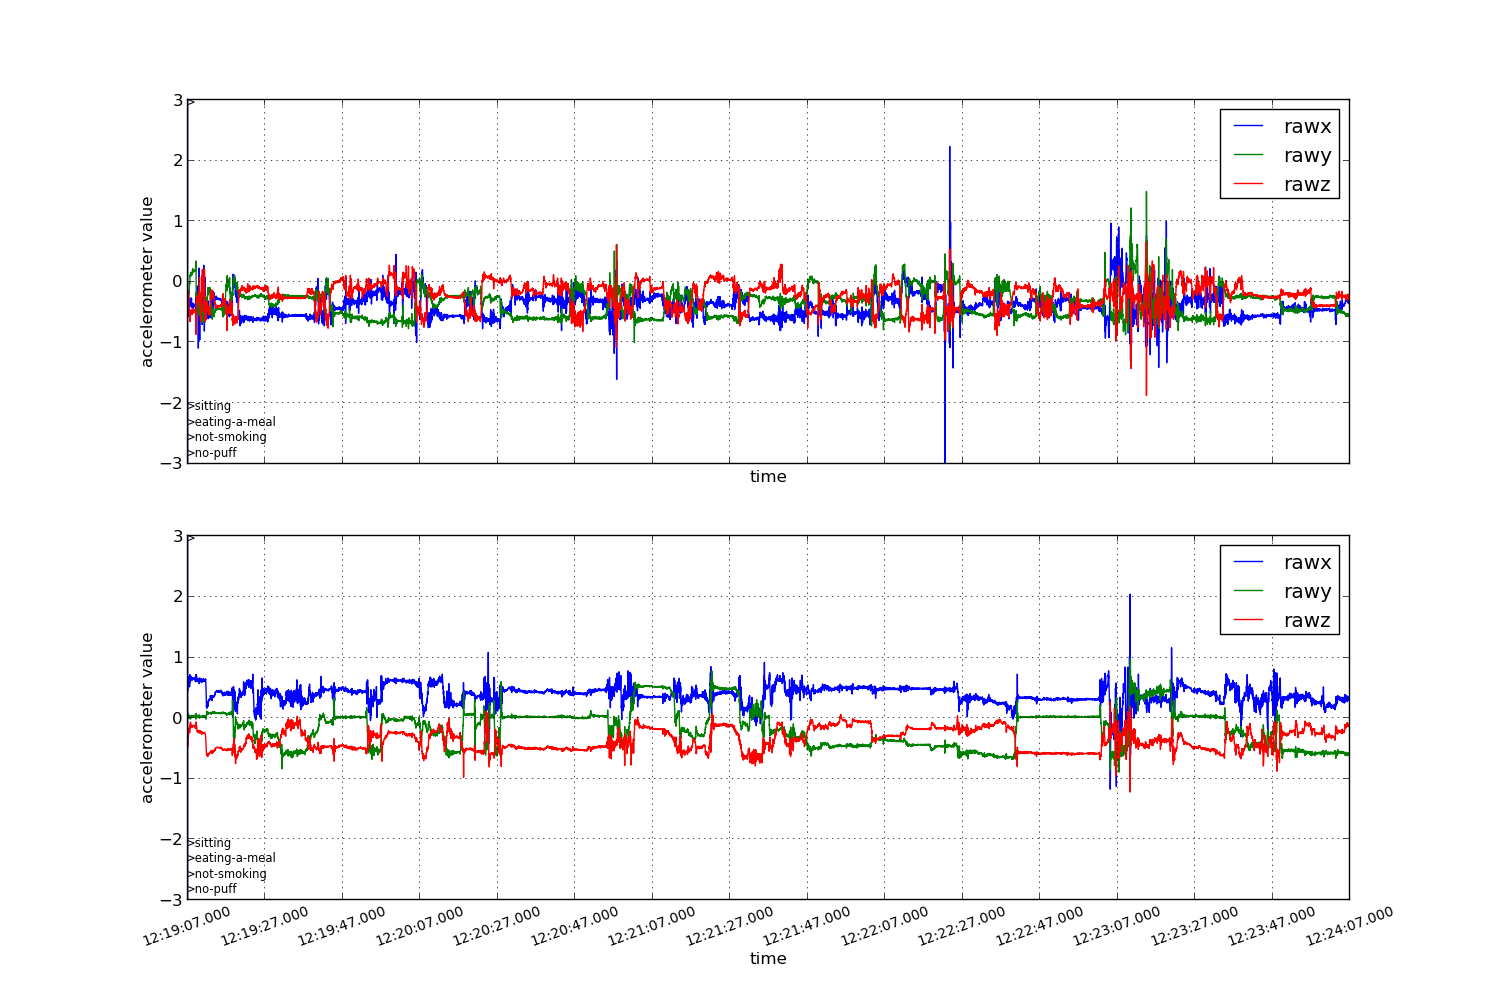 3
>
2
1
0
−1
−2
−3
accelerometer value
rawx
rawy
rawz
>sitting
>eating-a-meal
>not-smoking
>no-puff
time
3
>
2
1
0
−1
−2
−3
accelerometer value
rawx
rawy
rawz
>sitting
>eating-a-meal
>not-smoking
>no-puff
12:19:07.000 12:19:27.000 12:19:47.000 12:20:07.000 12:20:27.000 12:20:47.000 12:21:07.000 12:21:27.000 12:21:47.000 12:22:07.000 12:22:27.000 12:22:47.000 12:23:07.000 12:23:27.000 12:23:47.000 12:24:07.000
time